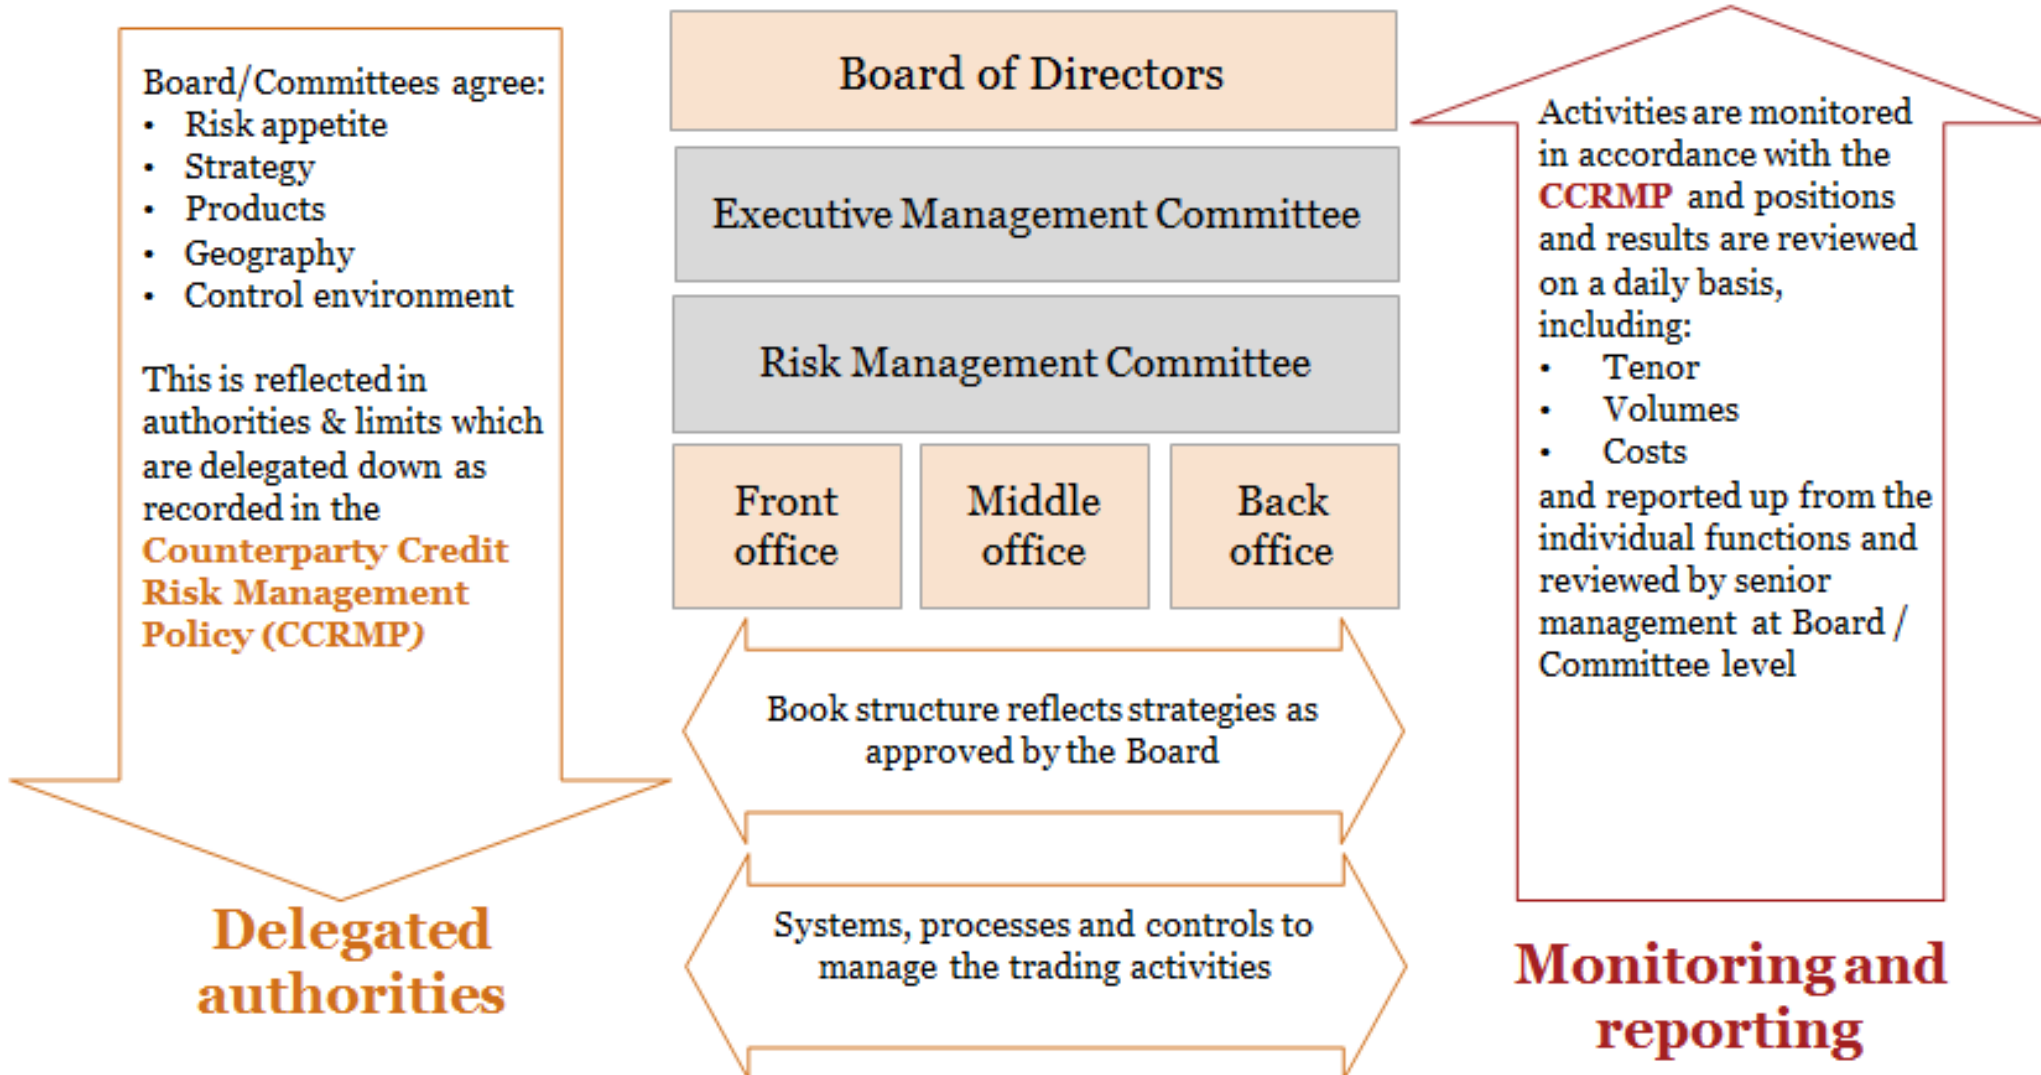 Board/Committees agree:
• Risk appetite
• Strategy
• Products
• Geography
• Control environment
This is reflected in
authorities & limits which
are delegated down as
recorded in the
Counterparty Credit
Risk Management
Policy (CCRMP)
Delegated
authorities
Board of Directors
Executive Management Committee
Risk Management Committee
Front
office
Middle
office
Back
office
Book structure reflects strategies as
approved by the Board
Systems, processes and controls to
manage the trading activities
Activities are monitored
in accordance with the
CCRMP and positions
and results are reviewed
on a daily basis,
including:
• Tenor
• Volumes
• Costs
and reported up from the
individual functions and
reviewed by senior
management at Board /
Committee level
Monitoring and
reporting